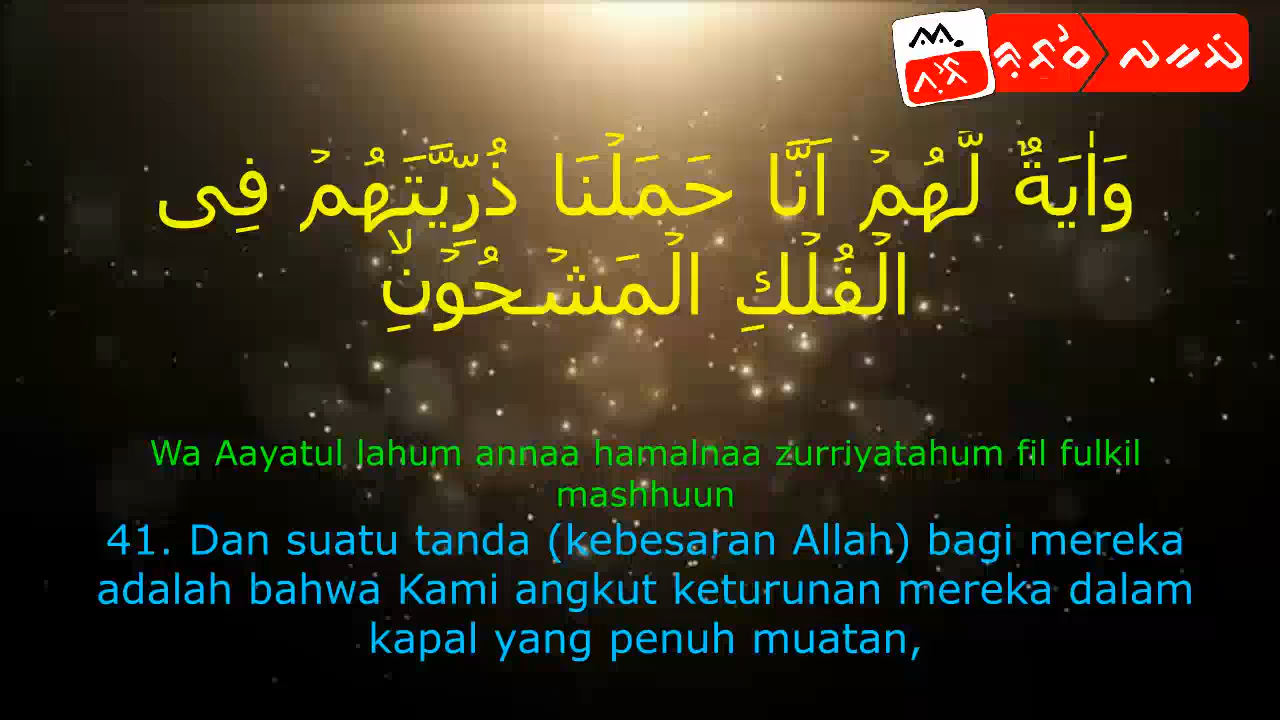 وَاٰيَةٌ لَّهُمْ اَنَّا حَمَلْنَا ذُرِّيَّتَهُمْ فِى
الْفُلْكِ الْمَشْحُوْنِۙ
Wa Aayatul lahum annaa hamalnaa zurriyatahum fil fulkil
mashhuun
41. Dan suatu tanda (kebesaran Allah) bagi mereka
adalah bahwa Kami angkut keturunan mereka dalam
kapal yang penuh muatan,